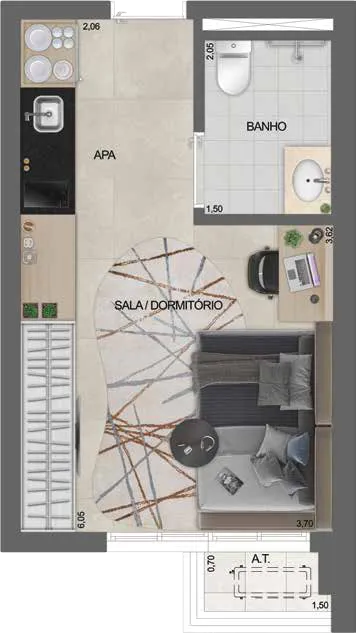 2,06
2,05
BANHO
APA
1,50
3,62
SALA / DORMITÓRIO
6,05
3,70
0,70
A.T.
1,50